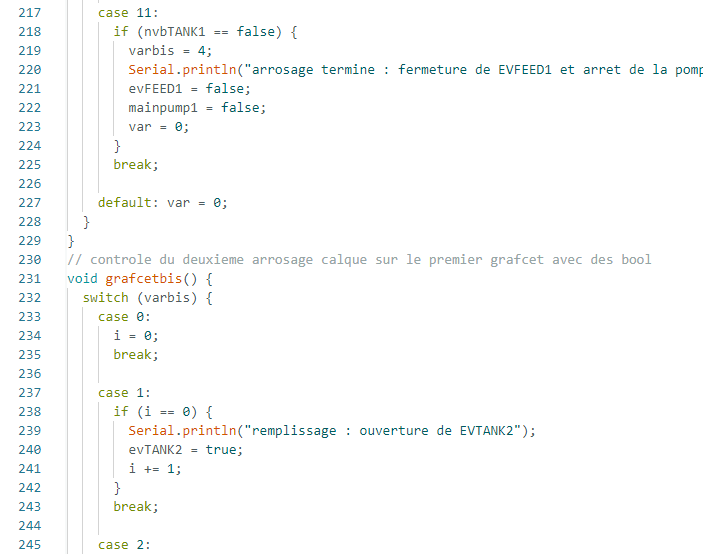 217 case 11:
218 if (nvbTANK1 == false) {
219 varbis = 4;
220 Serial.println("arrosage termine : fermeture de EVFEED1 et arret de la pomp
221 evFEED1 = false;
222 mainpump1 = false;
223 var = 0;
224 }
225 break;
226
227 default: var = 0;
228 }
229 }
230 // controle du deuxieme arrosage calque sur le premier grafcet avec des bool
231 void grafcetbis() {
232 switch (varbis) {
233 case 0:
234 i = 0;
235 break;
236
237 case 1:
238 if (i == 0) {
239 Serial.println("remplissage : ouverture de EVTANK2");
240 evTANK2 = true;
241 i += 1;
242 }
243 break;
244
245 case 2: